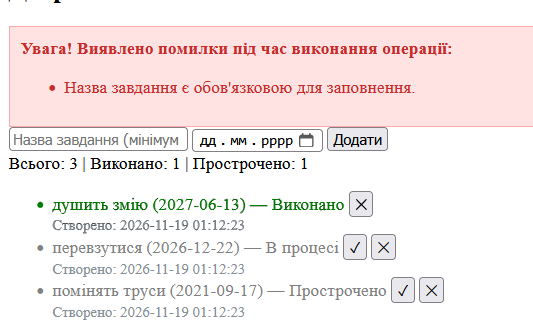 Увага! Виявлено помилки під час виконання операції:
• Назва завдання є обов'язковою для заповнення.
Назва завдання (мінімум дд . мм . рррр Додати
Всього: 3 | Виконано: 1 | Прострочено: 1
• душить змію (2027-06-13) — Виконано ✕
Створено: 2026-11-19 01:12:23
• перевзутися (2026-12-22) — В процесі ✓ ✕
Створено: 2026-11-19 01:12:23
• помінять труси (2021-09-17) — Прострочено ✓ ✕
Створено: 2026-11-19 01:12:23